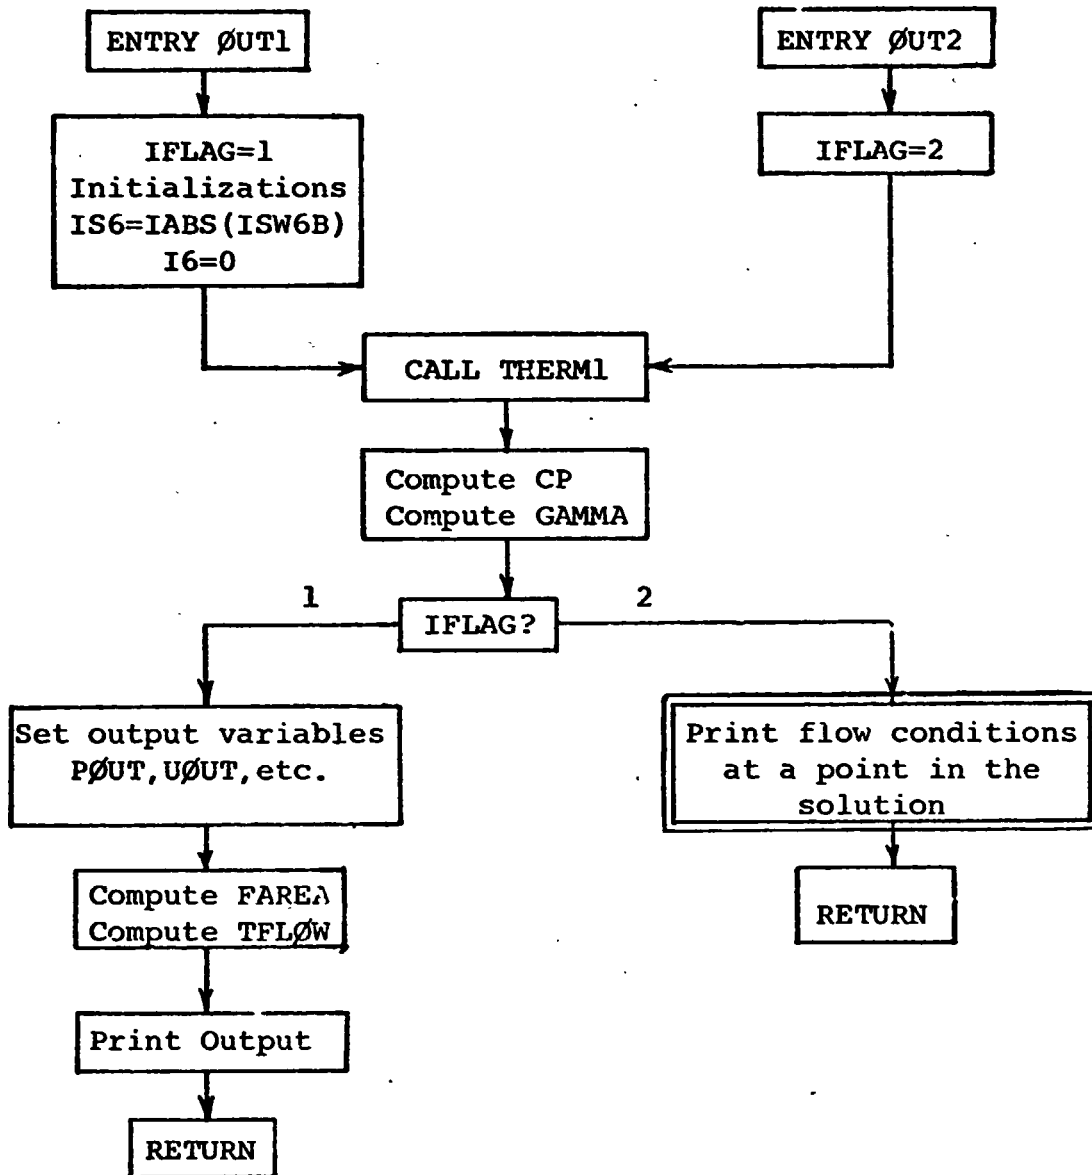 ENTRY ØUT1
ENTRY ØUT2
IFLAG=1
Initializations
IS6=IABS(ISW6B)
I6=0
IFLAG=2
CALL THERM1
Compute CP
Compute GAMMA
1
IFLAG?
2
Set output variables
PØUT,UØUT,etc.
Print flow conditions
at a point in the
solution
Compute FAREA
Compute TFLØW
RETURN
Print Output
RETURN